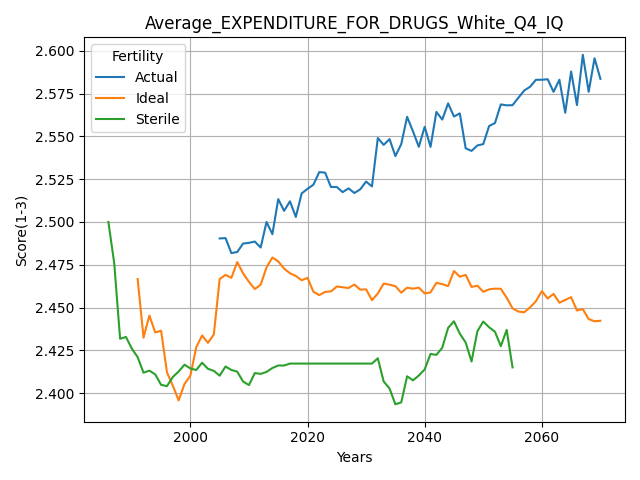 Average_EXPENDITURE_FOR_DRUGS_White_Q4_IQ
Fertility
Actual
Ideal
Sterile
Score(1-3)
2.600
2.575
2.550
2.525
2.500
2.475
2.450
2.425
2.400
2000
2020
2040
2060
Years